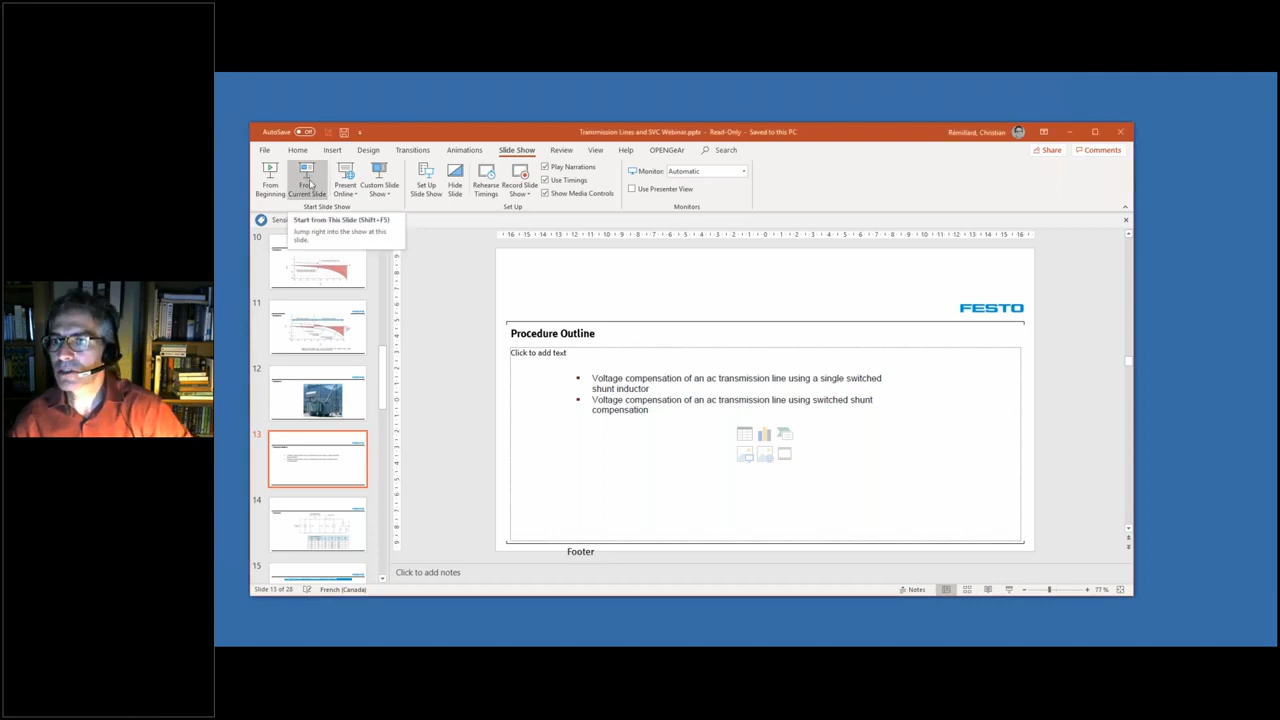 AutoSave Off
Transmission Lines and SVC Webinar.pptx - Read-Only - Saved to this PC
Rémillard, Christian
File Home Insert Design Transitions Animations Slide Show Review View Help OPENGeAr Search
Share Comments
From Beginning
From Current Slide
Present Online
Custom Slide Show
Set Up Slide Show
Hide Slide
Rehearse Timings
Record Slide Show
Play Narrations
Use Timings
Show Media Controls
Monitor: Automatic
Use Presenter View
Start Slide Show
Set Up
Monitors
Start from This Slide (Shift+F5)
Jump right into the show at this
slide.
10
11
12
13
14
15
FESTO
Procedure Outline
Click to add text
Voltage compensation of an ac transmission line using a single switched
shunt inductor
Voltage compensation of an ac transmission line using switched shunt
compensation
Footer
Click to add notes
Slide 13 of 28 French (Canada)
Notes
77 %